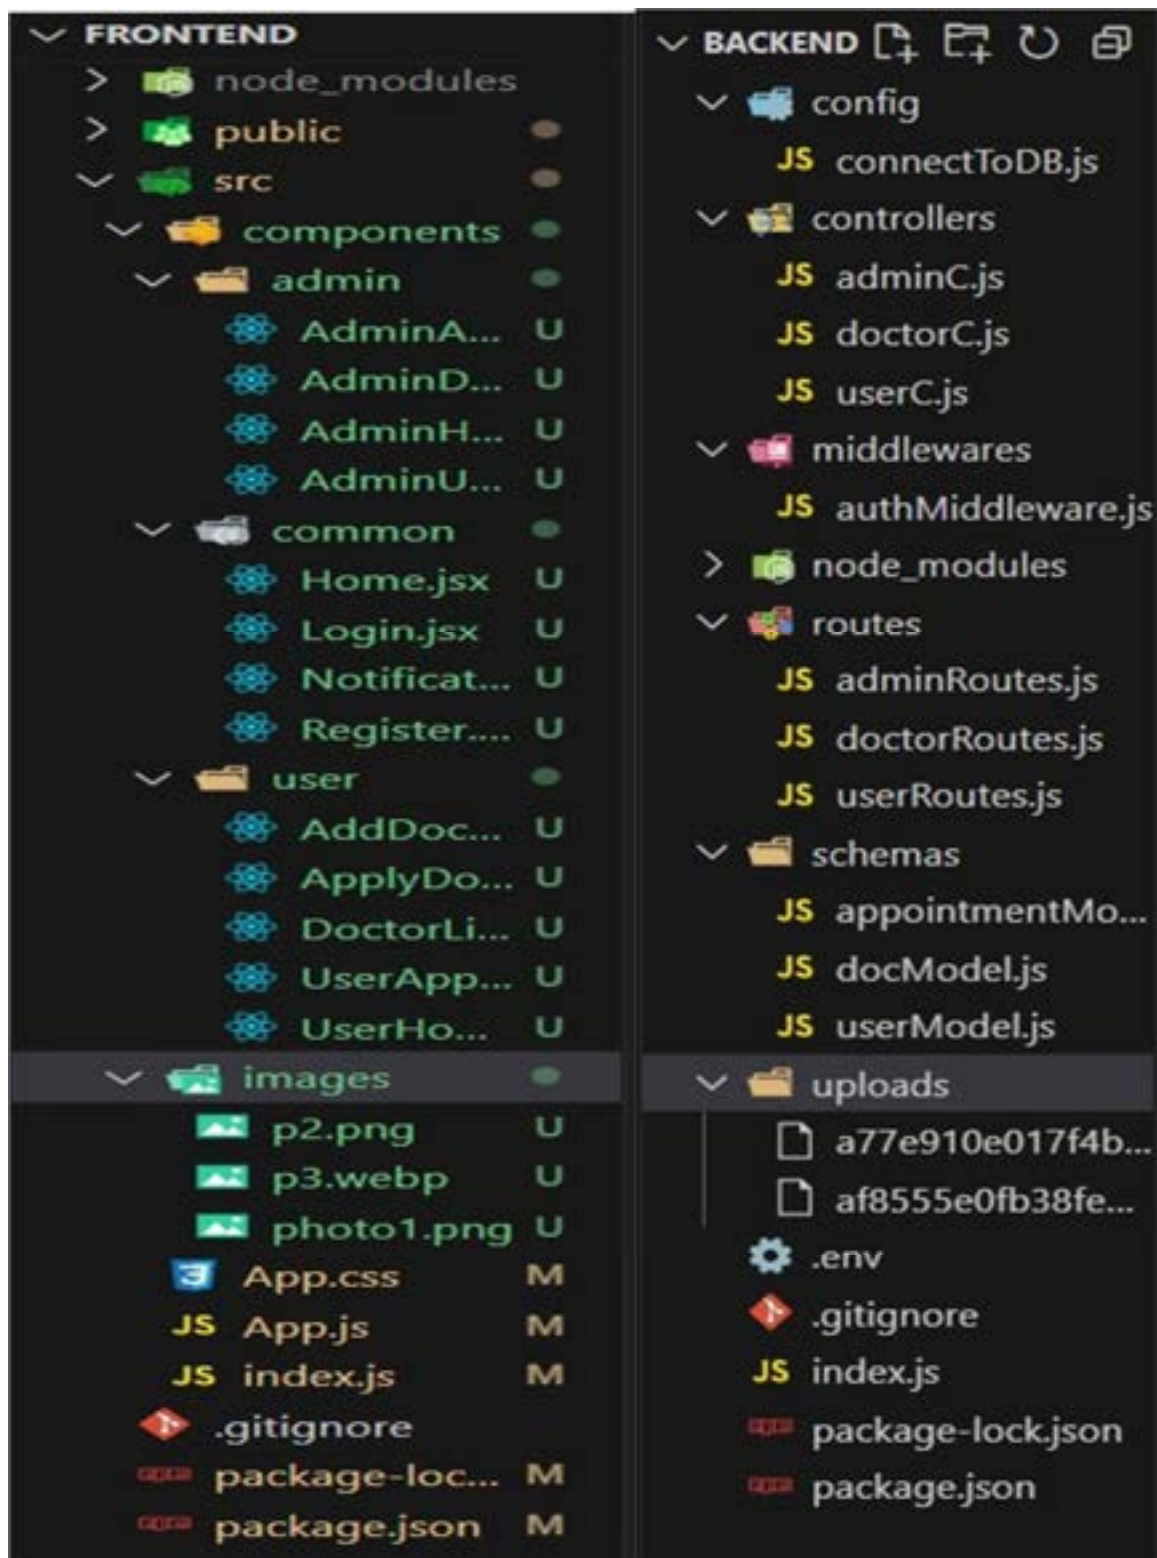 FRONTEND
node_modules
public
src
components
admin
AdminA... U
AdminD... U
AdminH... U
AdminU... U
common
Home.jsx U
Login.jsx U
Notificat... U
Register.... U
user
AddDoc... U
ApplyDo... U
DoctorLi... U
UserApp... U
UserHo... U
images
p2.png U
p3.webp U
photo1.png U
App.css M
JS App.js M
JS index.js M
.gitignore
package-loc... M
package.json M
BACKEND
config
JS connectToDB.js
controllers
JS adminC.js
JS doctorC.js
JS userC.js
middlewares
JS authMiddleware.js
node_modules
routes
JS adminRoutes.js
JS doctorRoutes.js
JS userRoutes.js
schemas
JS appointmentMo...
JS docModel.js
JS userModel.js
uploads
a77e910e017f4b...
af8555e0fb38fe...
.env
.gitignore
JS index.js
package-lock.json
package.json